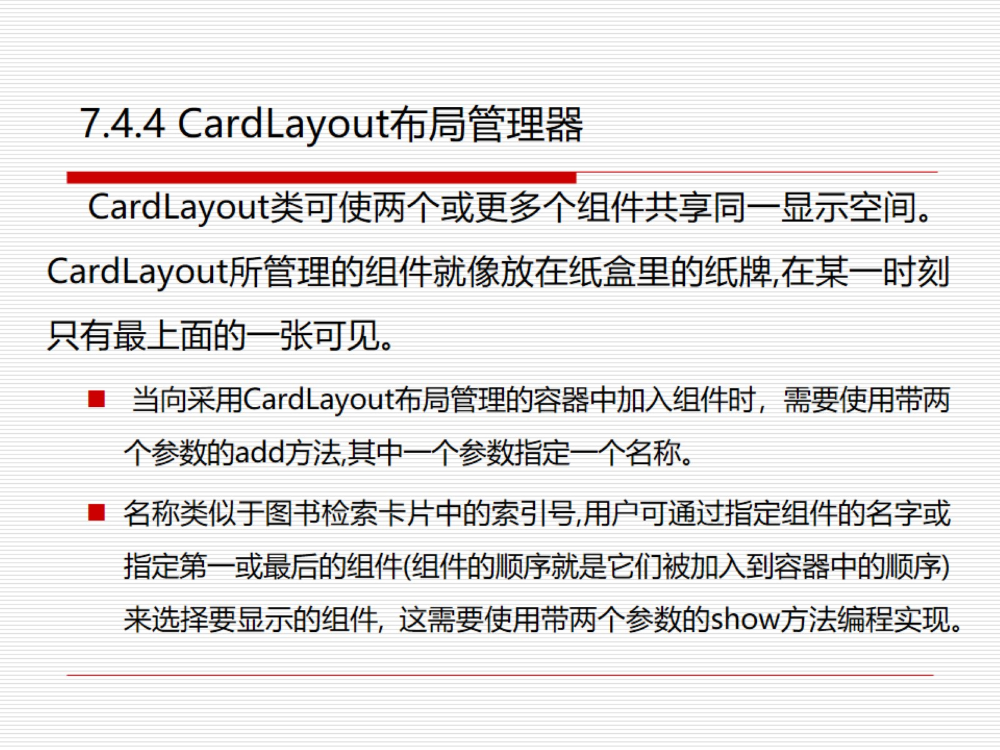 7.4.4 CardLayout布局管理器
CardLayout类可使两个或更多个组件共享同一显示空间。
CardLayout所管理的组件就像放在纸盒里的纸牌,在某一时刻
只有最上面的一张可见。
当向采用CardLayout布局管理的容器中加入组件时，需要使用带两
个参数的add方法,其中一个参数指定一个名称。
名称类似于图书检索卡片中的索引号,用户可通过指定组件的名字或
指定第一或最后的组件(组件的顺序就是它们被加入到容器中的顺序)
来选择要显示的组件，这需要使用带两个参数的show方法编程实现。